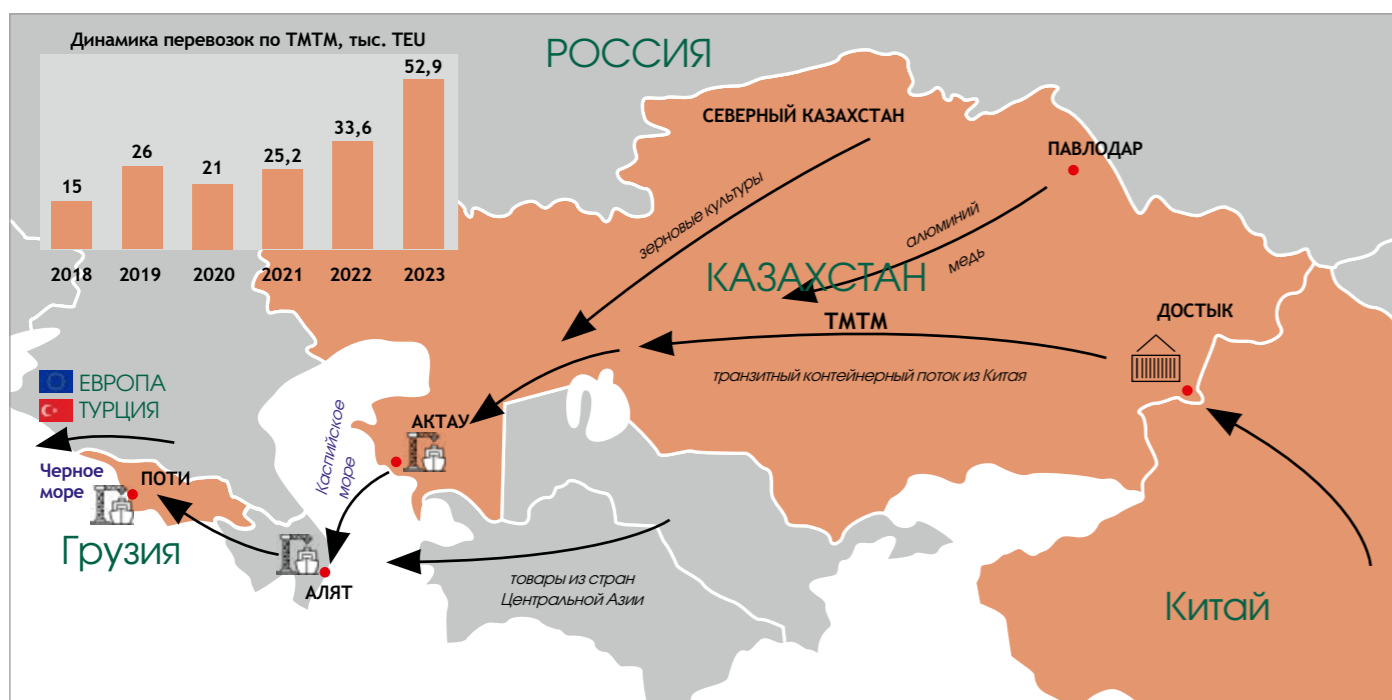 Динамика перевозок по ТМТМ, тыс. TEU
15
26
21
25,2
33,6
52,9
2018
2019
2020
2021
2022
2023
РОССИЯ
СЕВЕРНЫЙ КАЗАХСТАН
ПАВЛОДАР
зерновые культуры
алюминий
медь
КАЗАХСТАН
ТМТМ
ДОСТЫК
транзитный контейнерный поток из Китая
ЕВРОПА
ТУРЦИЯ
АКТАУ
Каспийское
море
Черное
море
ПОТИ
Грузия
АЛЯТ
товары из стран
Центральной Азии
Китай